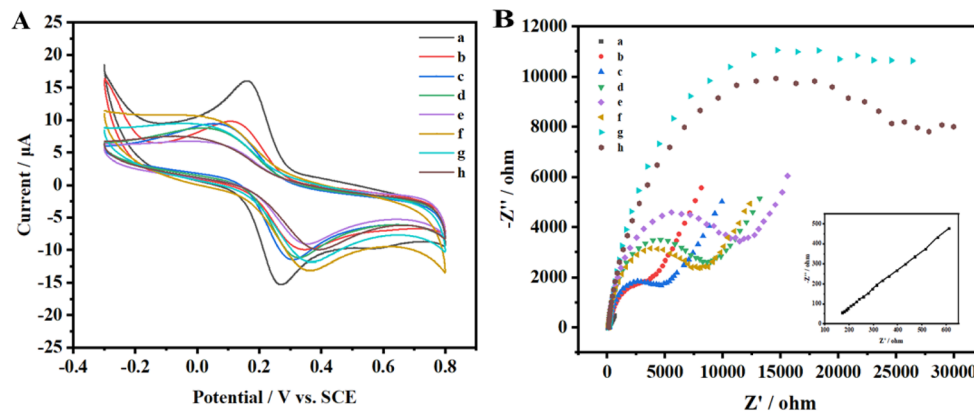 A
25
20
15
10
5
0
-5
-10
-15
-20
-25
-0.4
-0.2
0.0
0.2
0.4
0.6
0.8
Current / μA
Potential / V vs. SCE
a
b
c
d
e
f
g
h
B
12000
10000
8000
6000
4000
2000
0
0
5000
10000
15000
20000
25000
30000
-Z'' / ohm
Z' / ohm
a
b
c
d
e
f
g
h
500
400
300
200
100
0
100
200
300
400
500
600
-Z'' / ohm
Z' / ohm